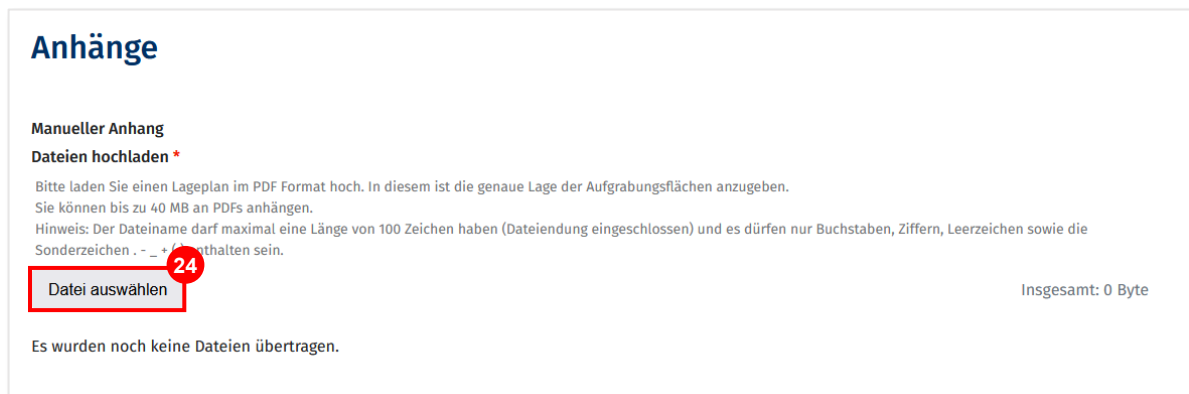 Anhänge
Manueller Anhang
Dateien hochladen *
Bitte laden Sie einen Lageplan im PDF Format hoch. In diesem ist die genaue Lage der Aufgrabungsflächen anzugeben.
Sie können bis zu 40 MB an PDFs anhängen.
Hinweis: Der Dateiname darf maximal eine Länge von 100 Zeichen haben (Dateiendung eingeschlossen) und es dürfen nur Buchstaben, Ziffern, Leerzeichen sowie die
Sonderzeichen . - _ + ( enthalten sein.
24
Datei auswählen
Insgesamt: 0 Byte
Es wurden noch keine Dateien übertragen.